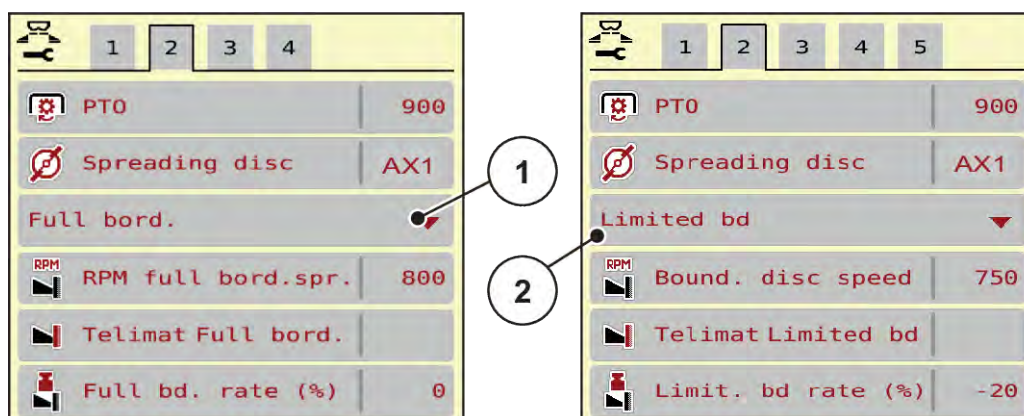 1 2 3 4
PTO 900
Spreading disc AX1
Full bord.
RPM RPM full bord.spr. 800
Telimat Full bord.
Full bd. rate (%) 0
1
2
1 2 3 4 5
PTO 900
Spreading disc AX1
Limited bd
RPM Bound. disc speed 750
Telimat Limited bd
Limit. bd rate (%) -20